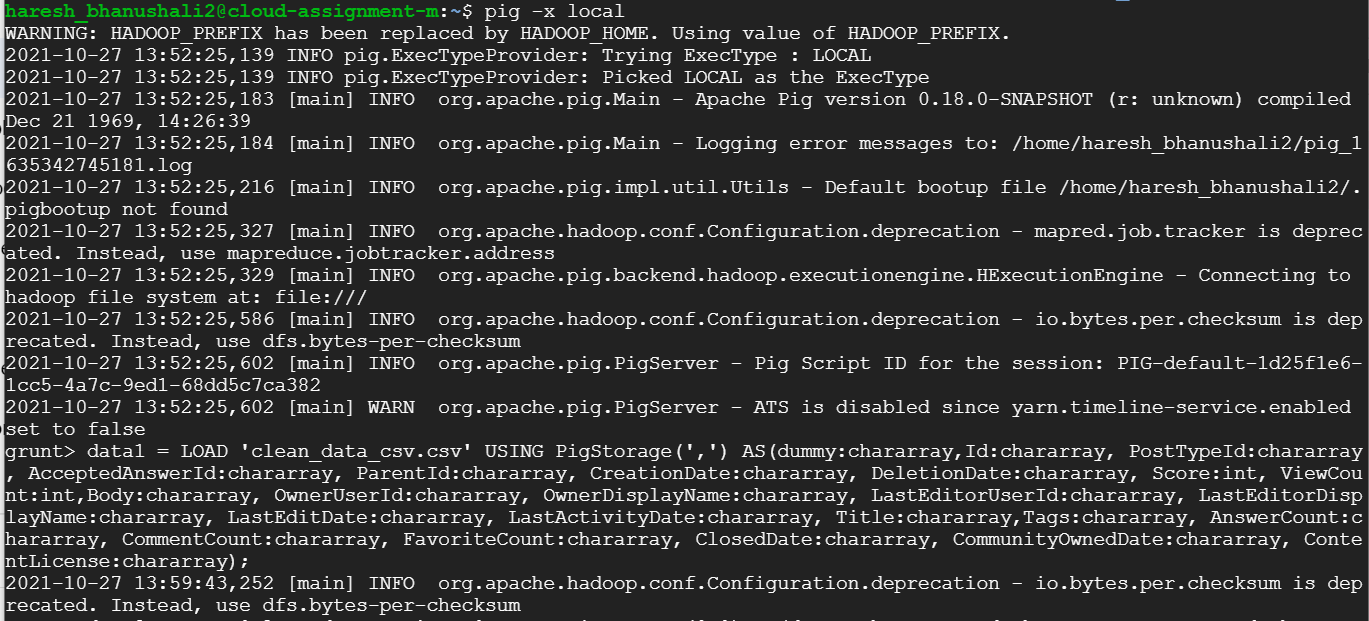 haresh_bhanushali2@cloud-assignment-m:~$ pig -x local
WARNING: HADOOP_PREFIX has been replaced by HADOOP_HOME. Using value of HADOOP_PREFIX.
2021-10-27 13:52:25,139 INFO pig.ExecTypeProvider: Trying ExecType : LOCAL
2021-10-27 13:52:25,139 INFO pig.ExecTypeProvider: Picked LOCAL as the ExecType
2021-10-27 13:52:25,183 [main] INFO  org.apache.pig.Main - Apache Pig version 0.18.0-SNAPSHOT (r: unknown) compiled
Dec 21 1969, 14:26:39
2021-10-27 13:52:25,184 [main] INFO  org.apache.pig.Main - Logging error messages to: /home/haresh_bhanushali2/pig_1
635342745181.log
2021-10-27 13:52:25,216 [main] INFO  org.apache.pig.impl.util.Utils - Default bootup file /home/haresh_bhanushali2/.
pigbootup not found
2021-10-27 13:52:25,327 [main] INFO  org.apache.hadoop.conf.Configuration.deprecation - mapred.job.tracker is deprec
ated. Instead, use mapreduce.jobtracker.address
2021-10-27 13:52:25,329 [main] INFO  org.apache.pig.backend.hadoop.executionengine.HExecutionEngine - Connecting to
hadoop file system at: file:///
2021-10-27 13:52:25,586 [main] INFO  org.apache.hadoop.conf.Configuration.deprecation - io.bytes.per.checksum is dep
recated. Instead, use dfs.bytes-per-checksum
2021-10-27 13:52:25,602 [main] INFO  org.apache.pig.PigServer - Pig Script ID for the session: PIG-default-1d25f1e6-
1cc5-4a7c-9ed1-68dd5c7ca382
2021-10-27 13:52:25,602 [main] WARN  org.apache.pig.PigServer - ATS is disabled since yarn.timeline-service.enabled
set to false
grunt> data1 = LOAD 'clean_data_csv.csv' USING PigStorage(',') AS(dummy:chararray,Id:chararray, PostTypeId:chararray
, AcceptedAnswerId:chararray, ParentId:chararray, CreationDate:chararray, DeletionDate:chararray, Score:int, ViewCou
nt:int,Body:chararray, OwnerUserId:chararray, OwnerDisplayName:chararray, LastEditorUserId:chararray, LastEditorDisp
layName:chararray, LastEditDate:chararray, LastActivityDate:chararray, Title:chararray,Tags:chararray, AnswerCount:c
hararray, CommentCount:chararray, FavoriteCount:chararray, ClosedDate:chararray, CommunityOwnedDate:chararray, Conte
ntLicense:chararray);
2021-10-27 13:59:43,252 [main] INFO  org.apache.hadoop.conf.Configuration.deprecation - io.bytes.per.checksum is dep
recated. Instead, use dfs.bytes-per-checksum